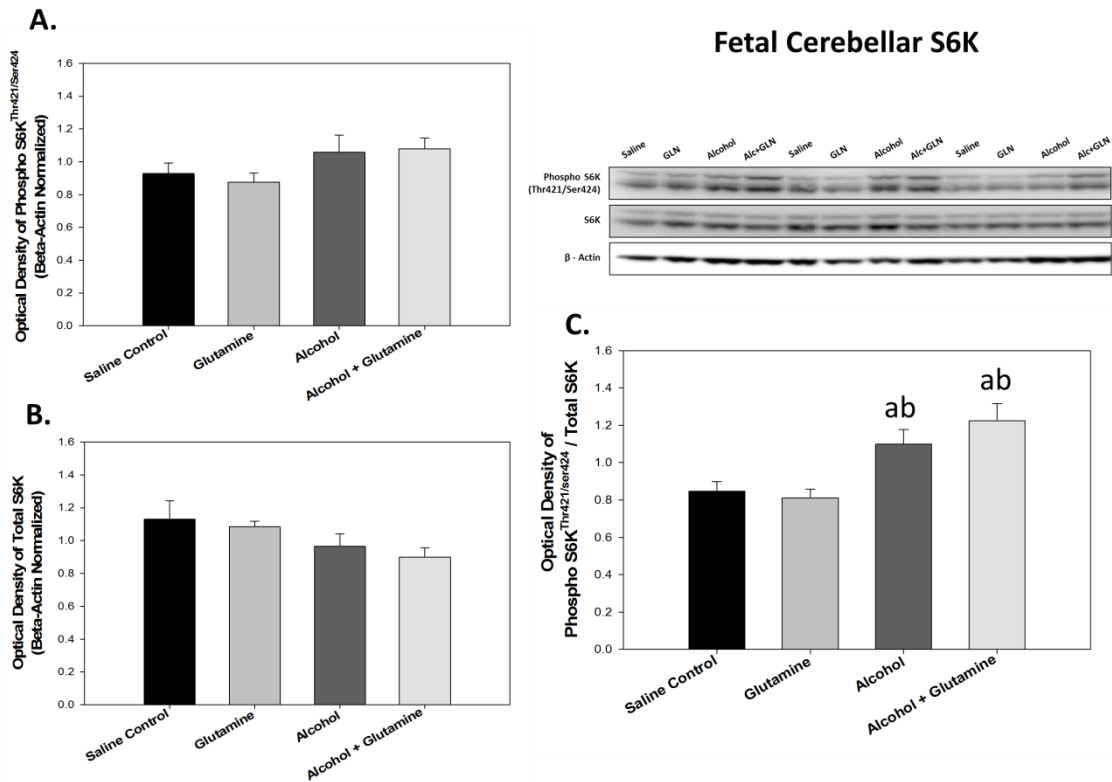 A.
Optical Density of Phospho S6K^Thr421/Ser424
(Beta-Actin Normalized)
1.6
1.4
1.2
1.0
0.8
0.6
0.4
0.2
0.0
Saline Control
Glutamine
Alcohol
Alcohol + Glutamine
Fetal Cerebellar S6K
Saline GLN Alcohol Alc+GLN Saline GLN Alcohol Alc+GLN Saline GLN Alcohol Alc+GLN
Phospho S6K
(Thr421/Ser424)
S6K
β - Actin
B.
Optical Density of Total S6K
(Beta-Actin Normalized)
1.6
1.4
1.2
1.0
0.8
0.6
0.4
0.2
0.0
Saline Control
Glutamine
Alcohol
Alcohol + Glutamine
C.
Optical Density of
Phospho S6K^Thr421/ser424 / Total S6K
1.6
1.4
1.2
1.0
0.8
0.6
0.4
0.2
0.0
ab
ab
Saline Control
Glutamine
Alcohol
Alcohol + Glutamine